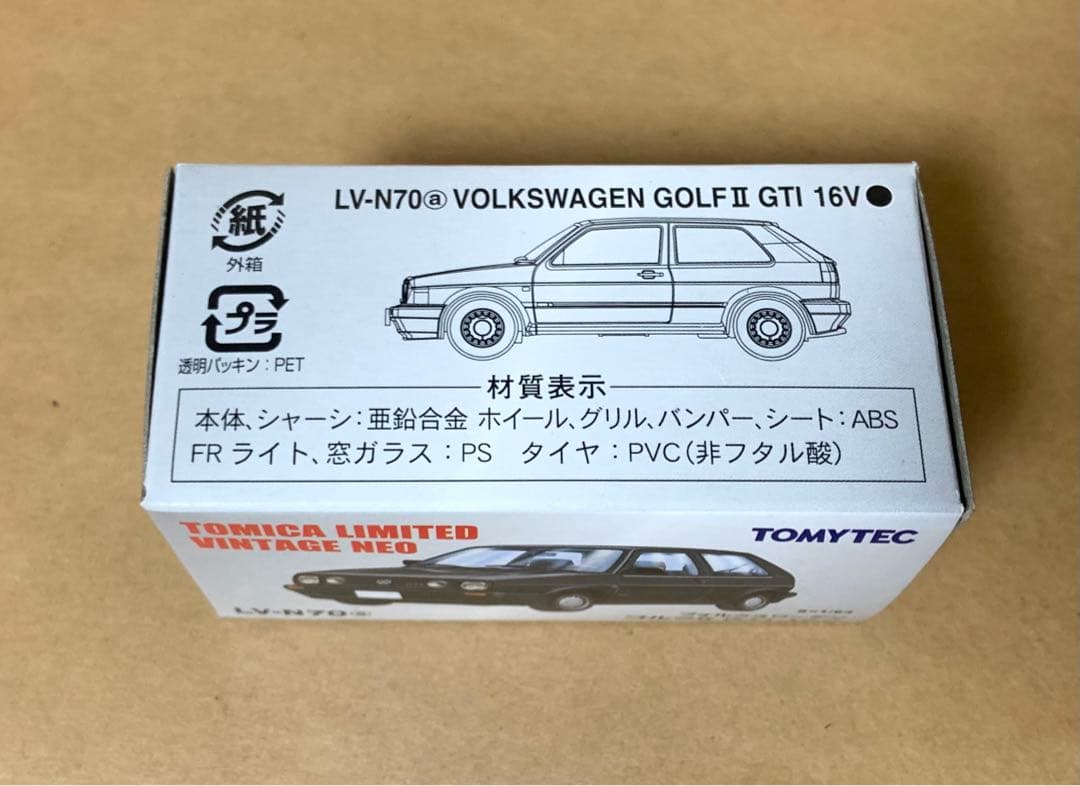 紙
外箱
プラ
透明パッキン：PET
LV-N70ⓐ VOLKSWAGEN GOLFⅡ GTI 16V●
材質表示
本体、シャーシ：亜鉛合金 ホイール、グリル、バンパー、シート：ABS
FR ライト、窓ガラス：PS タイヤ：PVC（非フタル酸）
TOMICA LIMITED
VINTAGE NEO
TOMYTEC
LV-N70ⓐ